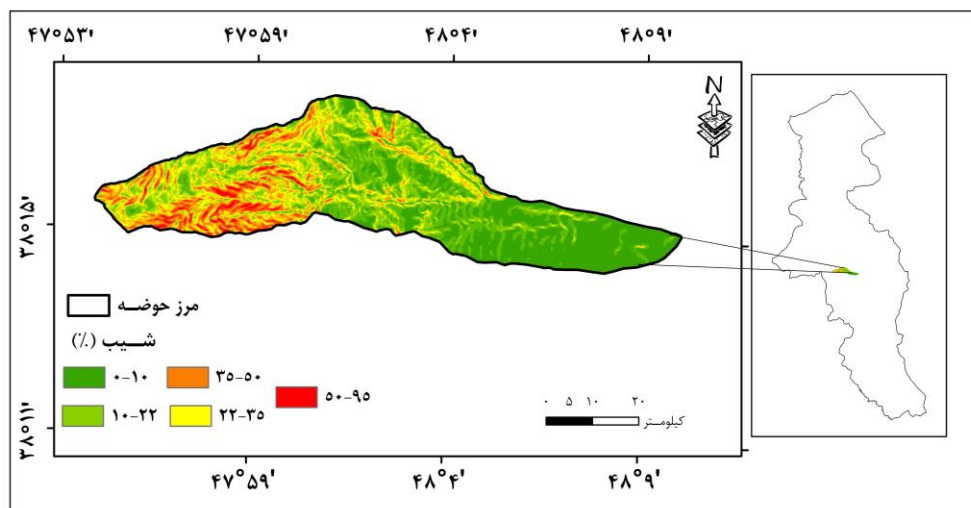 ۴۷°۵۳' ۴۷°۵۹' ۴۸°۴' ۴۸°۹'
N
۳۸°۱۵'
مرز حوضه
شیب (٪)
۰-۱۰ ۳۵-۵۰ ۵۰-۹۵
۱۰-۲۲ ۲۲-۳۵
۰ ۵ ۱۰ ۲۰
کیلومتر
۳۸°۱۱'
۴۷°۵۹' ۴۸°۴' ۴۸°۹'